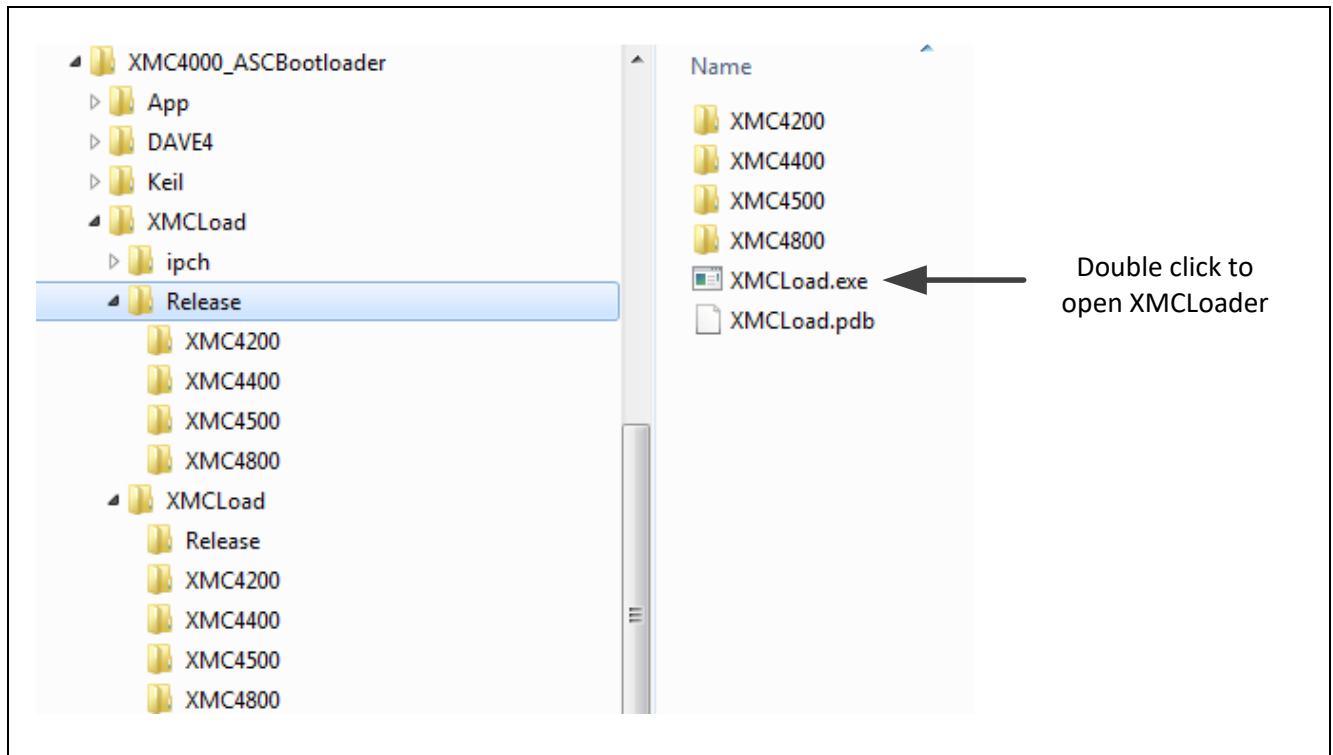 XMC4000_ASCBootloader
App
DAVE4
Keil
XMCLoad
ipch
Release
XMC4200
XMC4400
XMC4500
XMC4800
XMCLoad
Release
XMC4200
XMC4400
XMC4500
XMC4800
Name
XMC4200
XMC4400
XMC4500
XMC4800
XMCLoad.exe
XMCLoad.pdb
Double click to
open XMCLoader